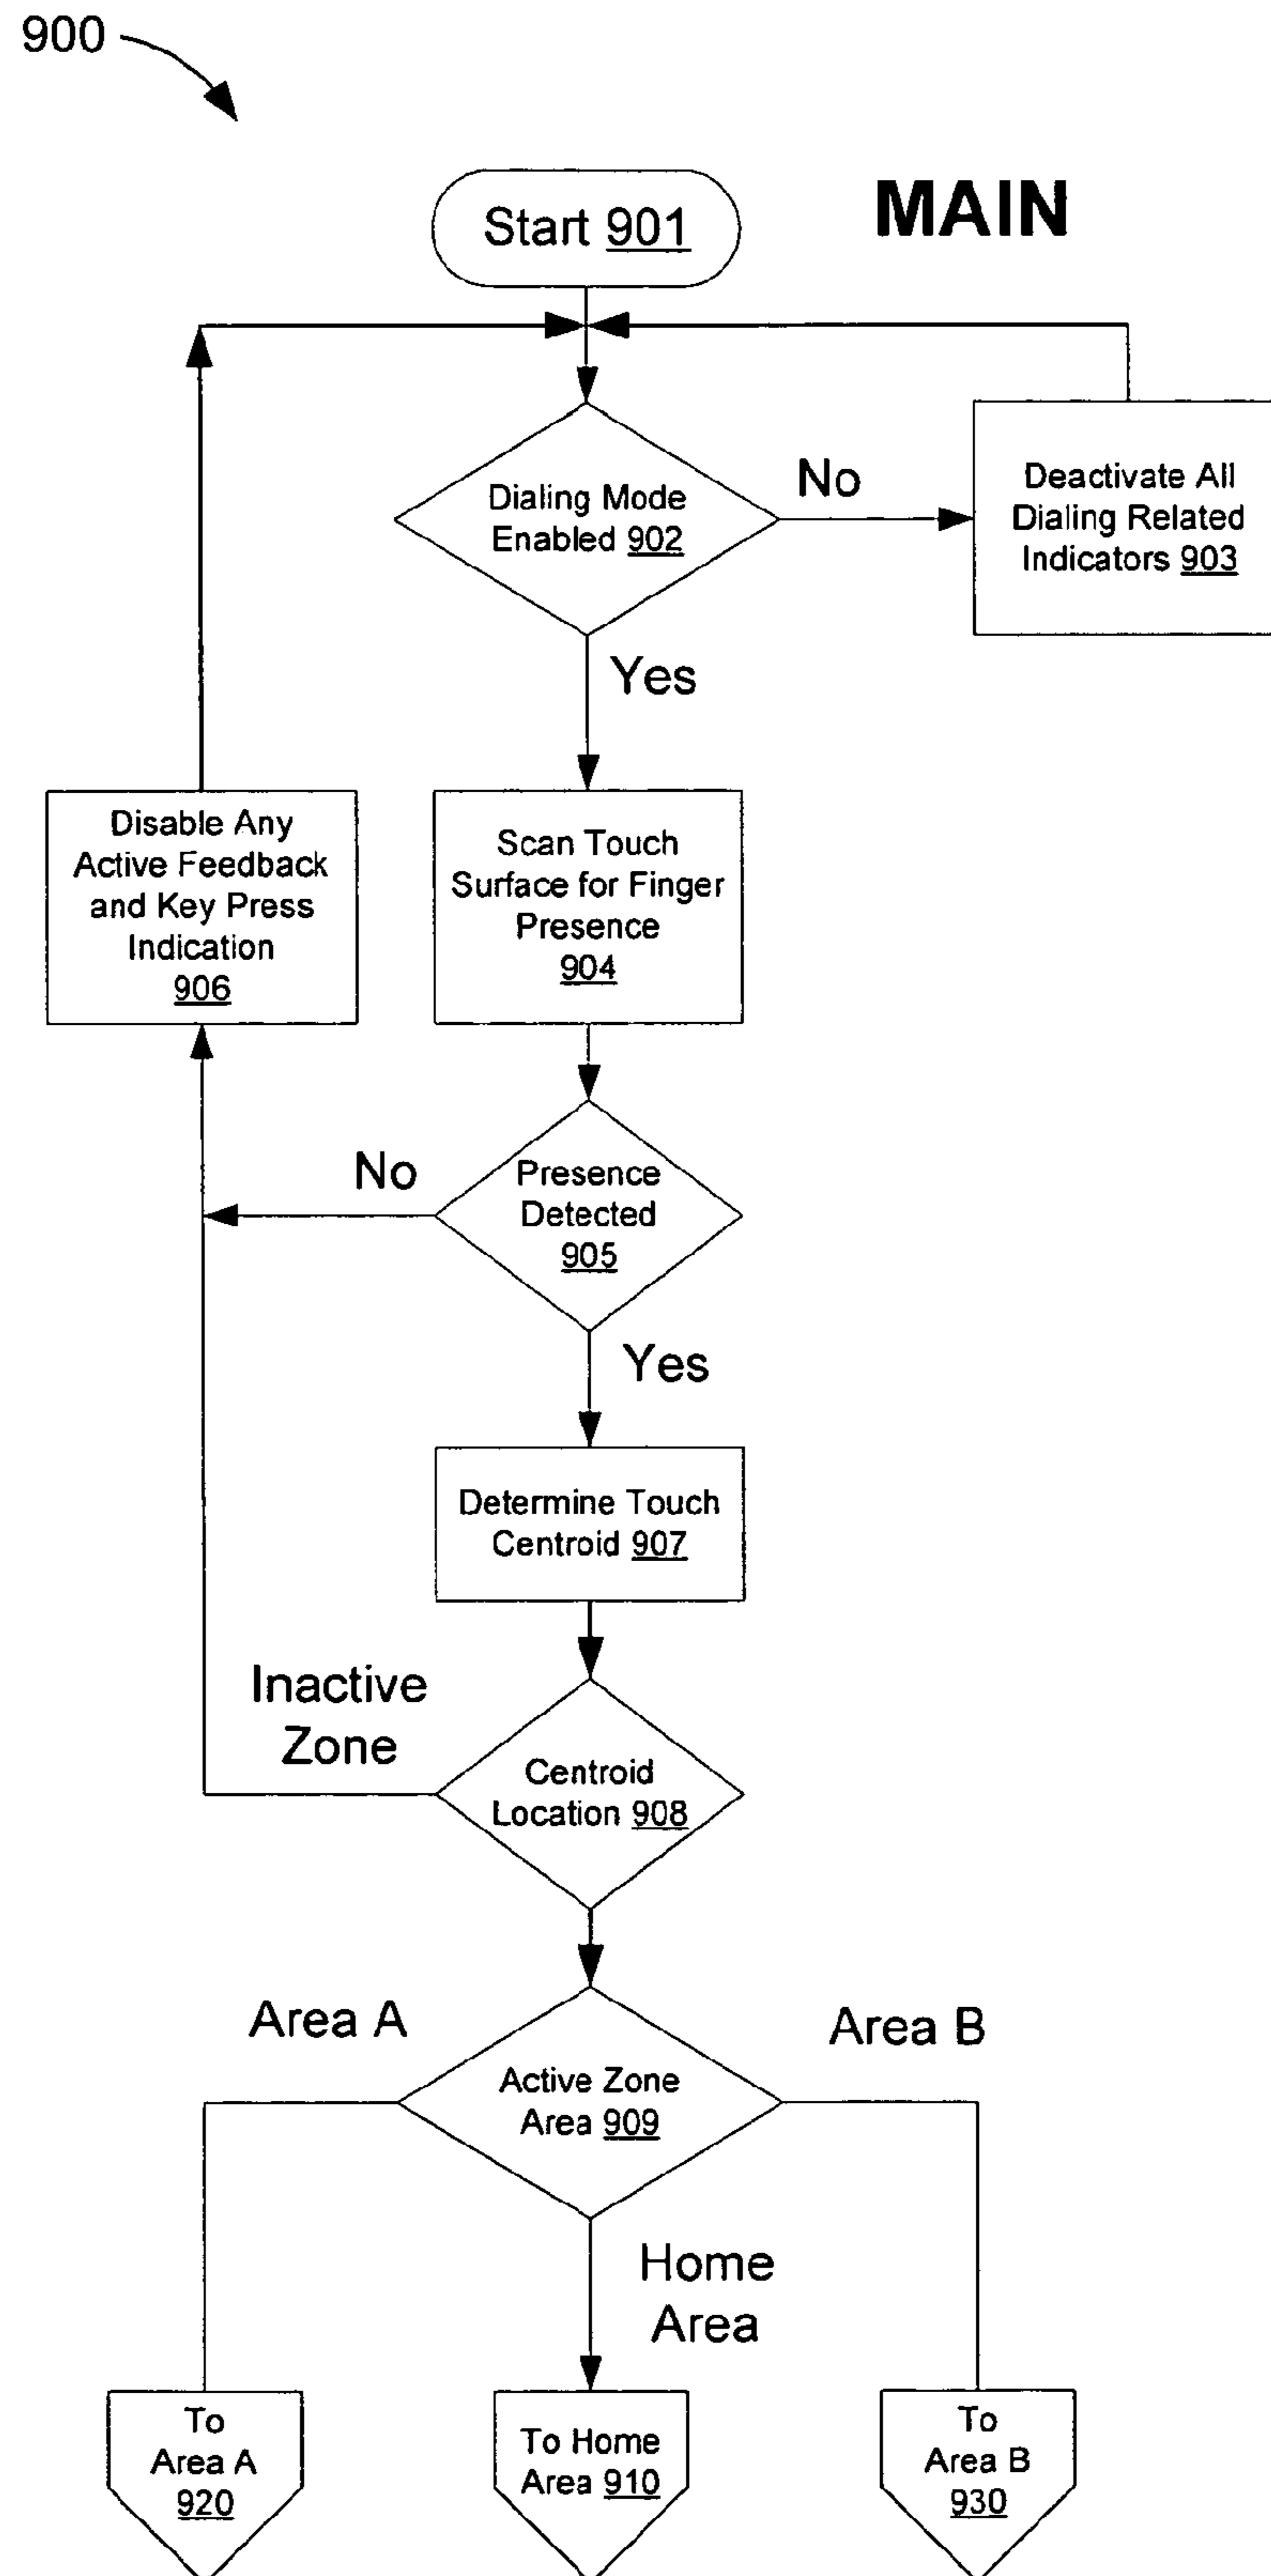 900
MAIN
Start 901
Dialing Mode
Enabled 902
No
Deactivate All
Dialing Related
Indicators 903
Yes
Disable Any
Active Feedback
and Key Press
Indication
906
Scan Touch
Surface for Finger
Presence
904
No
Presence
Detected
905
Yes
Determine Touch
Centroid 907
Inactive
Zone
Centroid
Location 908
Area A
Area B
Active Zone
Area 909
Home
Area
To
Area A
920
To Home
Area 910
To
Area B
930